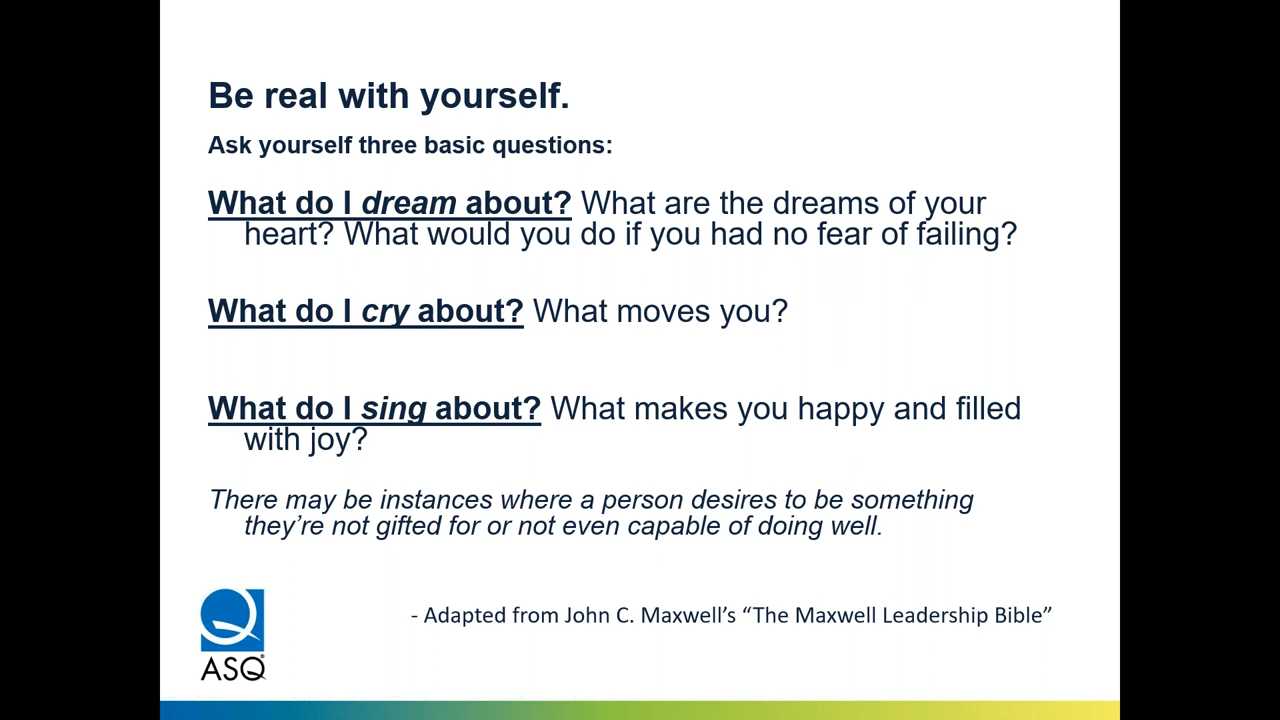 Be real with yourself.
Ask yourself three basic questions:
What do I dream about? What are the dreams of your
heart? What would you do if you had no fear of failing?
What do I cry about? What moves you?
What do I sing about? What makes you happy and filled
with joy?
There may be instances where a person desires to be something
they’re not gifted for or not even capable of doing well.
- Adapted from John C. Maxwell’s “The Maxwell Leadership Bible”
ASQ®